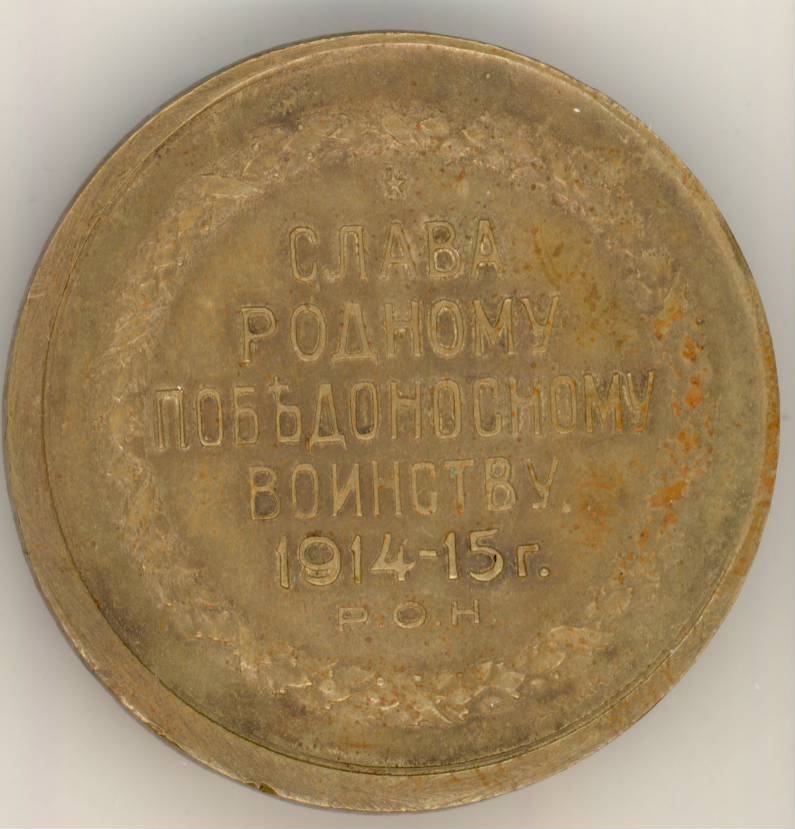 СЛАВА
РОДНОМУ
ПОБѢДОНОСНОМУ
ВОИНСТВУ.
1914-15г.
Р.О.Н.